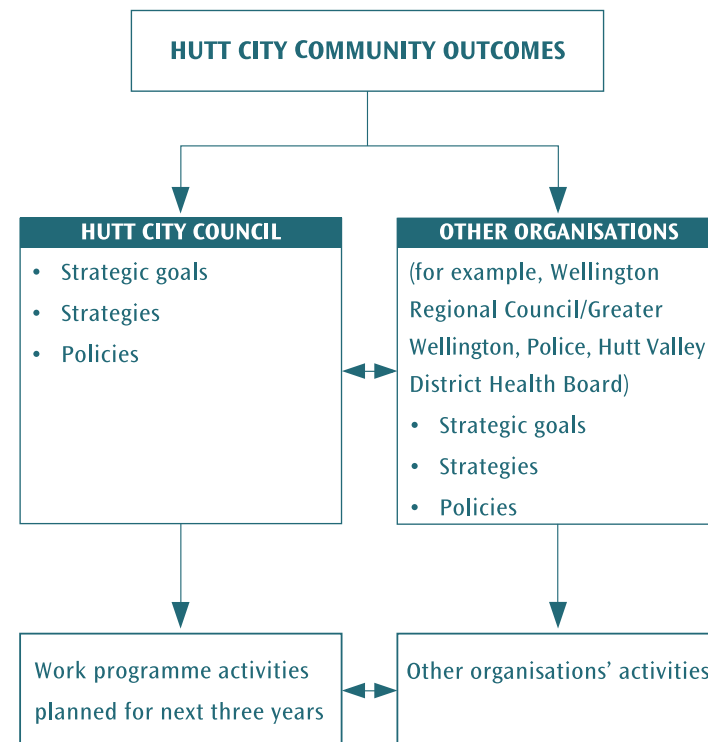 HUTT CITY COMMUNITY OUTCOMES
HUTT CITY COUNCIL
• Strategic goals
• Strategies
• Policies
OTHER ORGANISATIONS
(for example, Wellington
Regional Council/Greater
Wellington, Police, Hutt Valley
District Health Board)
• Strategic goals
• Strategies
• Policies
Work programme activities
planned for next three years
Other organisations’ activities